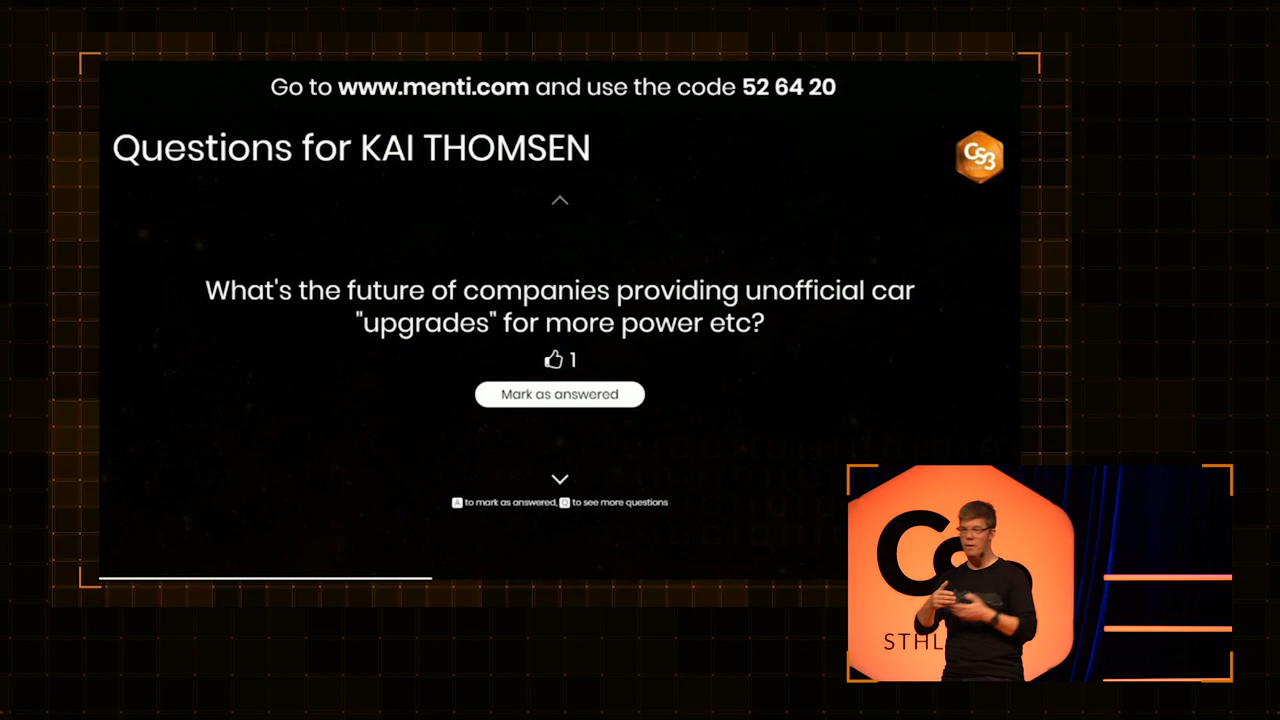 Go to www.menti.com and use the code 52 64 20
Questions for KAI THOMSEN
CS3
What's the future of companies providing unofficial car
"upgrades" for more power etc?
1
Mark as answered
A to mark as answered, Q to see more questions
STHL